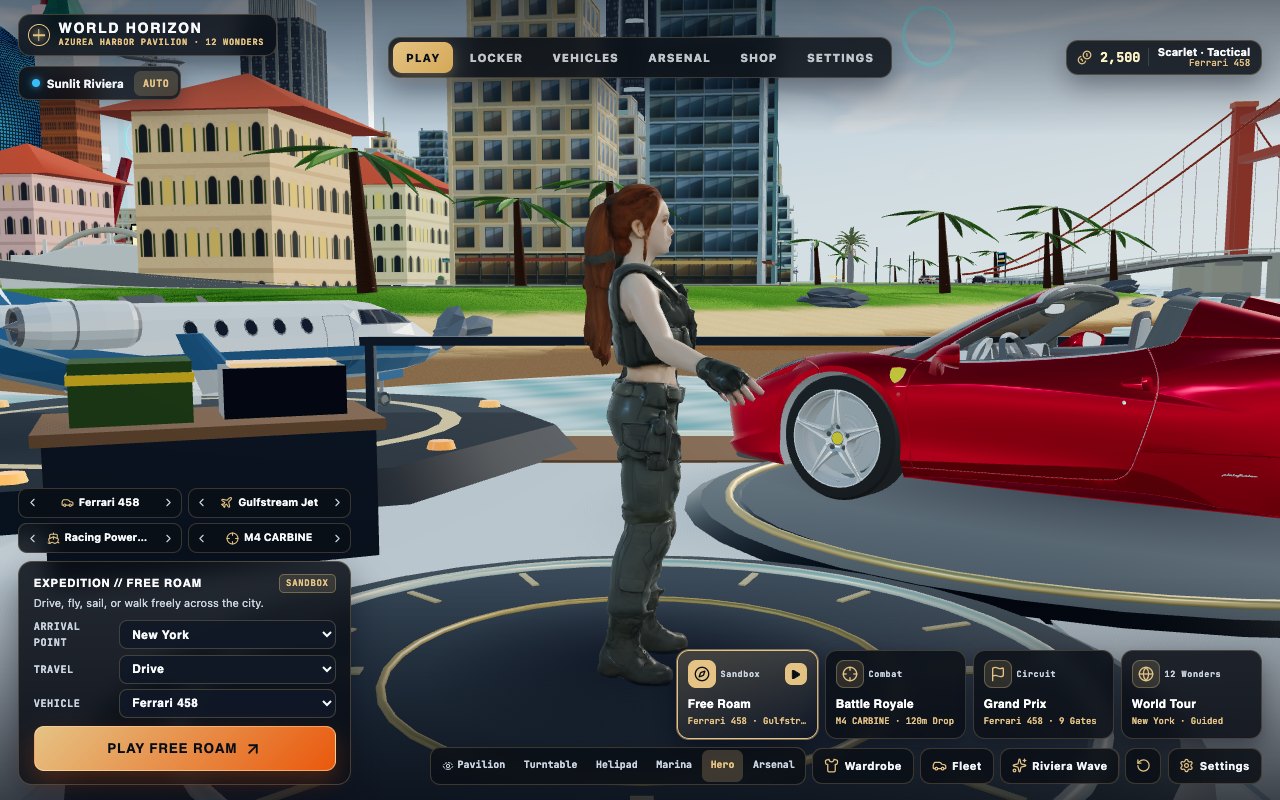 WORLD HORIZON
AZUREA HARBOR PAVILION · 12 WONDERS
Sunlit Riviera AUTO
PLAY LOCKER VEHICLES ARSENAL SHOP SETTINGS
2,500 Scarlet · Tactical
Ferrari 458
Ferrari 458
Gulfstream Jet
Racing Power...
M4 CARBINE
EXPEDITION // FREE ROAM SANDBOX
Drive, fly, sail, or walk freely across the city.
ARRIVAL POINT New York
TRAVEL Drive
VEHICLE Ferrari 458
PLAY FREE ROAM
Sandbox
Free Roam
Ferrari 458 · Gulfstr…
Combat
Battle Royale
M4 CARBINE · 120m Drop
Circuit
Grand Prix
Ferrari 458 · 9 Gates
12 Wonders
World Tour
New York · Guided
Pavilion Turntable Helipad Marina Hero Arsenal
Wardrobe Fleet Riviera Wave Settings